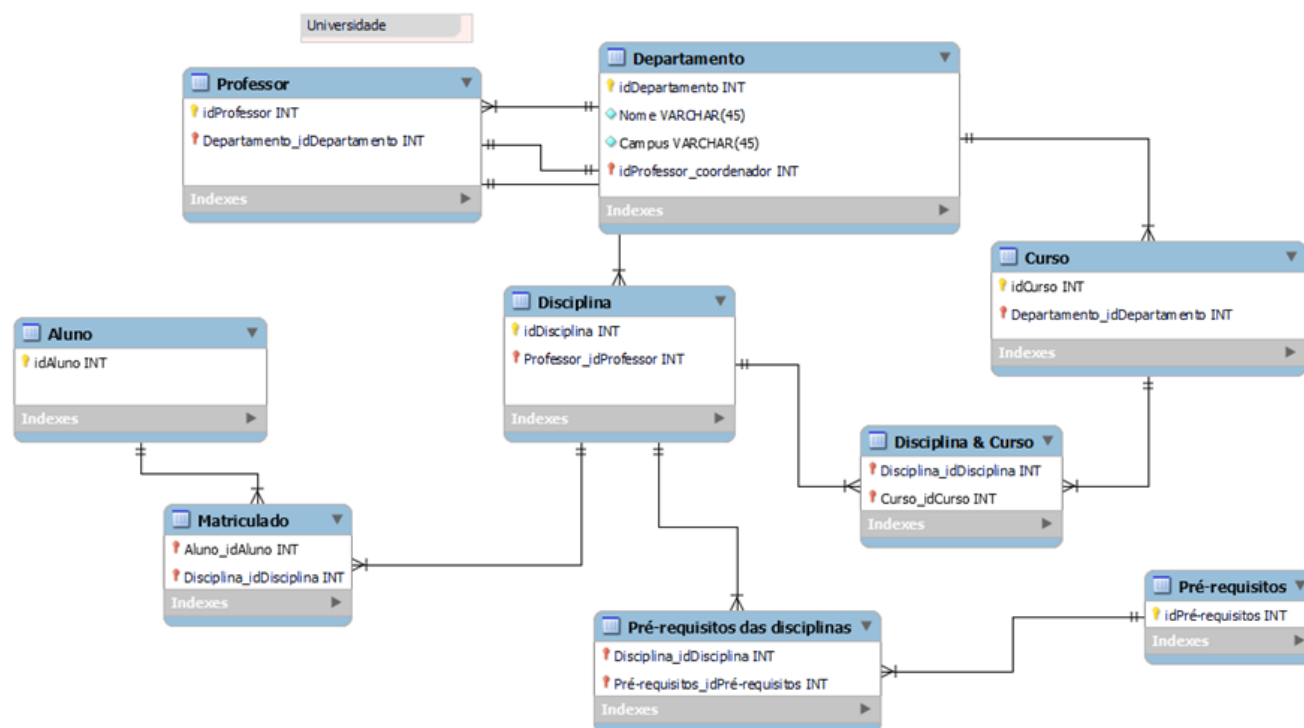 Universidade
Professor
idProfessor INT
Departamento_idDepartamento INT
Indexes
Departamento
idDepartamento INT
Nome VARCHAR(45)
Campus VARCHAR(45)
idProfessor_coordenador INT
Indexes
Curso
idCurso INT
Departamento_idDepartamento INT
Indexes
Disciplina
idDisciplina INT
Professor_idProfessor INT
Indexes
Aluno
idAluno INT
Indexes
Disciplina & Curso
Disciplina_idDisciplina INT
Curso_idCurso INT
Indexes
Matriculado
Aluno_idAluno INT
Disciplina_idDisciplina INT
Indexes
Pré-requisitos das disciplinas
Disciplina_idDisciplina INT
Pré-requisitos_idPré-requisitos INT
Indexes
Pré-requisitos
idPré-requisitos INT
Indexes